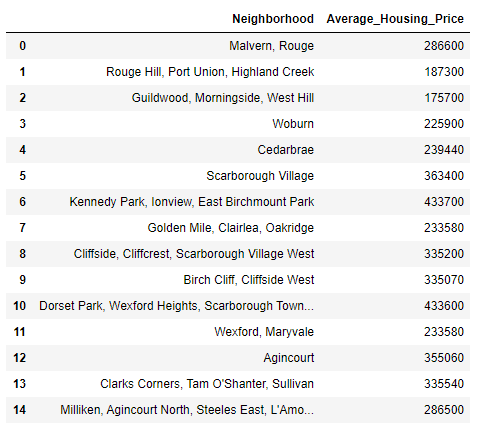 Neighborhood Average_Housing_Price
0 Malvern, Rouge 286600
1 Rouge Hill, Port Union, Highland Creek 187300
2 Guildwood, Morningside, West Hill 175700
3 Woburn 225900
4 Cedarbrae 239440
5 Scarborough Village 363400
6 Kennedy Park, Ionview, East Birchmount Park 433700
7 Golden Mile, Clairlea, Oakridge 233580
8 Cliffside, Cliffcrest, Scarborough Village West 335200
9 Birch Cliff, Cliffside West 335070
10 Dorset Park, Wexford Heights, Scarborough Town... 433600
11 Wexford, Maryvale 233580
12 Agincourt 355060
13 Clarks Corners, Tam O'Shanter, Sullivan 335540
14 Milliken, Agincourt North, Steeles East, L'Amo... 286500